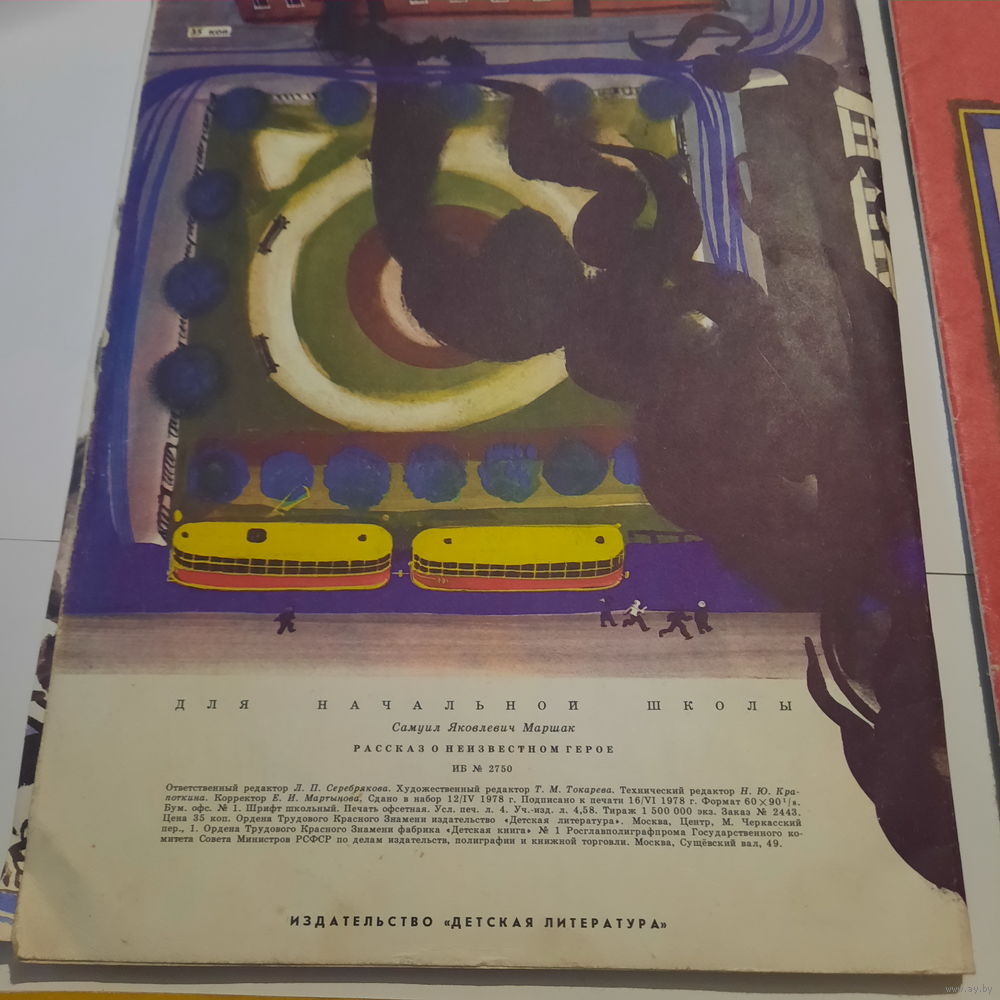 35 коп
ДЛЯ НАЧАЛЬНОЙ ШКОЛЫ
Самуил Яковлевич Маршак
РАССКАЗ О НЕИЗВЕСТНОМ ГЕРОЕ
ИБ № 2750
Ответственный редактор Л. П. Серебрякова. Художественный редактор Т. М. Токарева. Технический редактор Н. Ю. Кра-
поткина. Корректор Е. И. Мартынова. Сдано в набор 12/IV 1978 г. Подписано к печати 16/VI 1978 г. Формат 60×90¹/₈.
Бум. офс. № 1. Шрифт школьный. Печать офсетная. Усл. печ. л. 4. Уч.-изд. л. 4,58. Тираж 1 500 000 экз. Заказ № 2443.
Цена 35 коп. Ордена Трудового Красного Знамени издательство «Детская литература». Москва, Центр, М. Черкасский
пер., 1. Ордена Трудового Красного Знамени фабрика «Детская книга» № 1 Росглавполиграфпрома Государственного ко-
митета Совета Министров РСФСР по делам издательств, полиграфии и книжной торговли. Москва, Сущёвский вал, 49.
ИЗДАТЕЛЬСТВО «ДЕТСКАЯ ЛИТЕРАТУРА»
www.ay.by